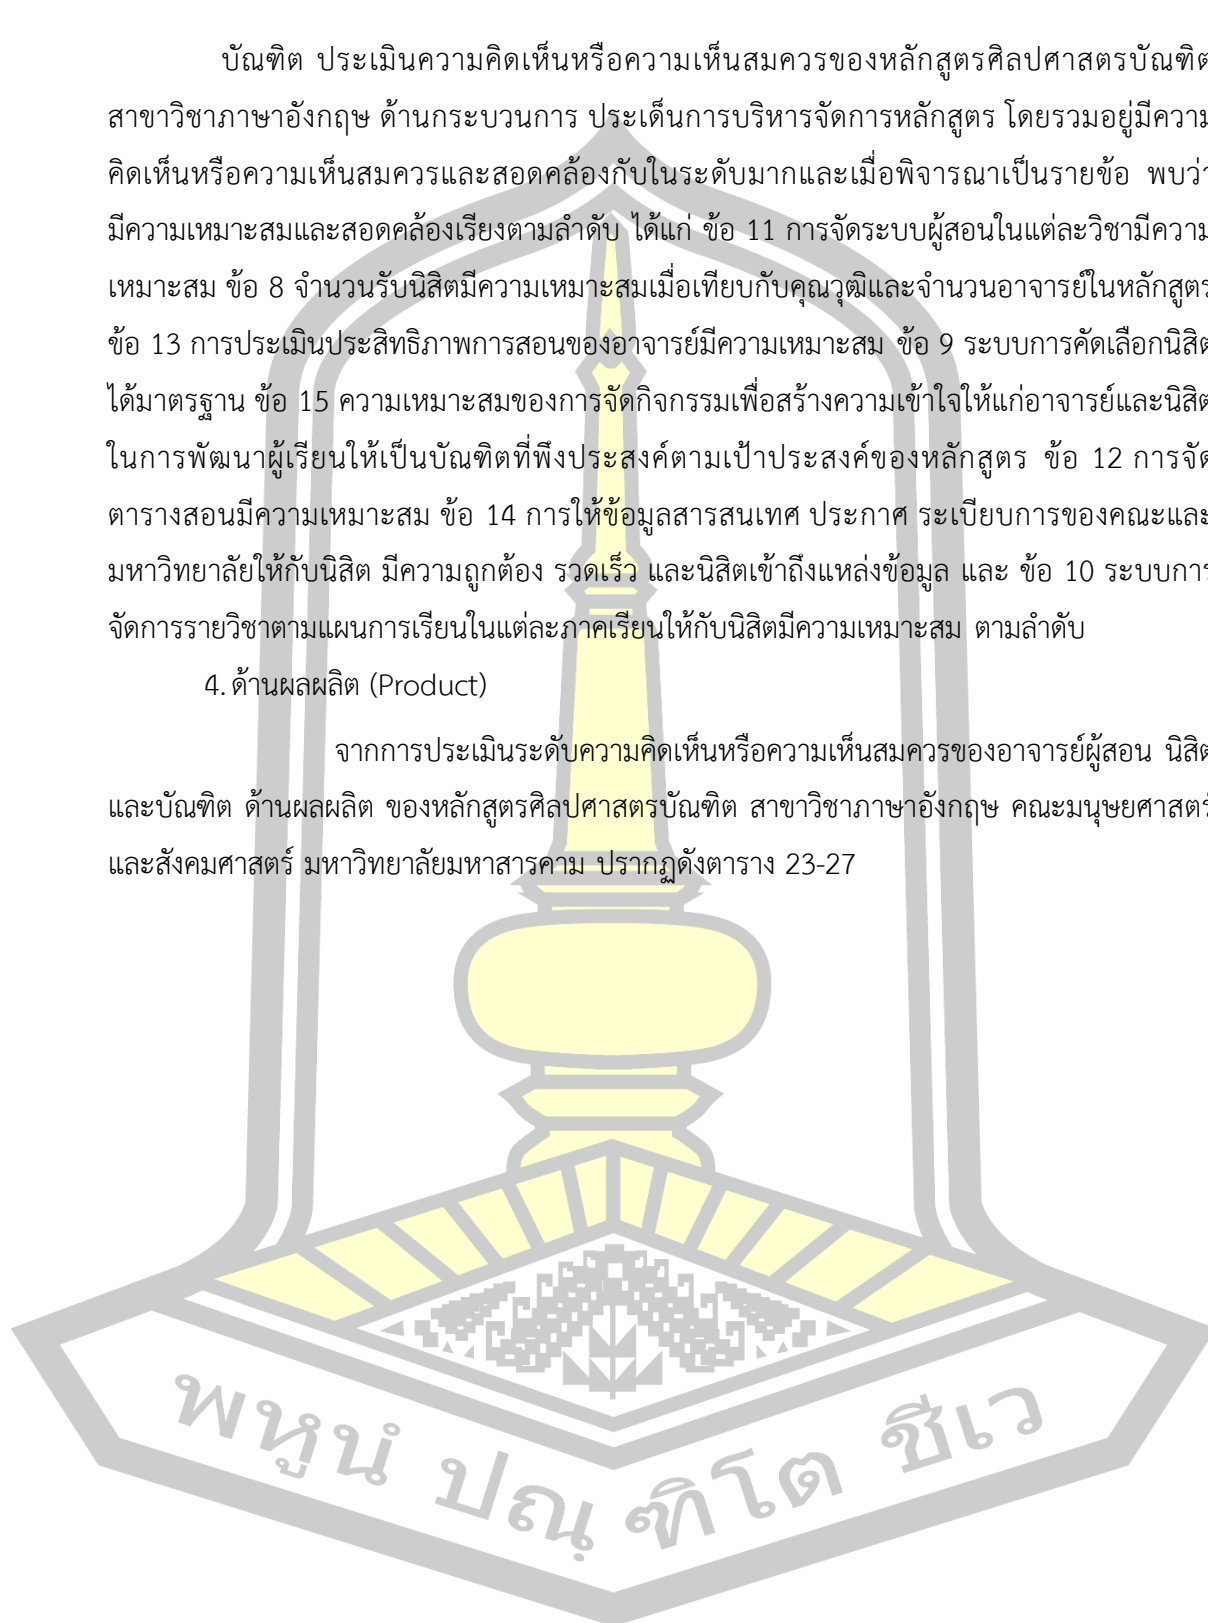 บัณฑิต ประเมินความคิดเห็นหรือความเห็นสมควรของหลักสูตรศิลปศาสตรบัณฑิต
สาขาวิชาภาษาอังกฤษ ด้านกระบวนการ ประเด็นการบริหารจัดการหลักสูตร โดยรวมอยู่มีความ
คิดเห็นหรือความเห็นสมควรและสอดคล้องกับในระดับมากและเมื่อพิจารณาเป็นรายข้อ พบว่า
มีความเหมาะสมและสอดคล้องเรียงตามลำดับ ได้แก่ ข้อ 11 การจัดระบบผู้สอนในแต่ละวิชามีความ
เหมาะสม ข้อ 8 จำนวนรับนิสิตมีความเหมาะสมเมื่อเทียบกับคุณวุฒิและจำนวนอาจารย์ในหลักสูตร
ข้อ 13 การประเมินประสิทธิภาพการสอนของอาจารย์มีความเหมาะสม ข้อ 9 ระบบการคัดเลือกนิสิต
ได้มาตรฐาน ข้อ 15 ความเหมาะสมของการจัดกิจกรรมเพื่อสร้างความเข้าใจให้แก่อาจารย์และนิสิต
ในการพัฒนาผู้เรียนให้เป็นบัณฑิตที่พึงประสงค์ตามเป้าประสงค์ของหลักสูตร ข้อ 12 การจัด
ตารางสอนมีความเหมาะสม ข้อ 14 การให้ข้อมูลสารสนเทศ ประกาศ ระเบียบการของคณะและ
มหาวิทยาลัยให้กับนิสิต มีความถูกต้อง รวดเร็ว และนิสิตเข้าถึงแหล่งข้อมูล และ ข้อ 10 ระบบการ
จัดการรายวิชาตามแผนการเรียนในแต่ละภาคเรียนให้กับนิสิตมีความเหมาะสม ตามลำดับ
4. ด้านผลผลิต (Product)
จากการประเมินระดับความคิดเห็นหรือความเห็นสมควรของอาจารย์ผู้สอน นิสิต
และบัณฑิต ด้านผลผลิต ของหลักสูตรศิลปศาสตรบัณฑิต สาขาวิชาภาษาอังกฤษ คณะมนุษยศาสตร์
และสังคมศาสตร์ มหาวิทยาลัยมหาสารคาม ปรากฏดังตาราง 23-27
พหูนํ ปณฺฑิโต ชีเว